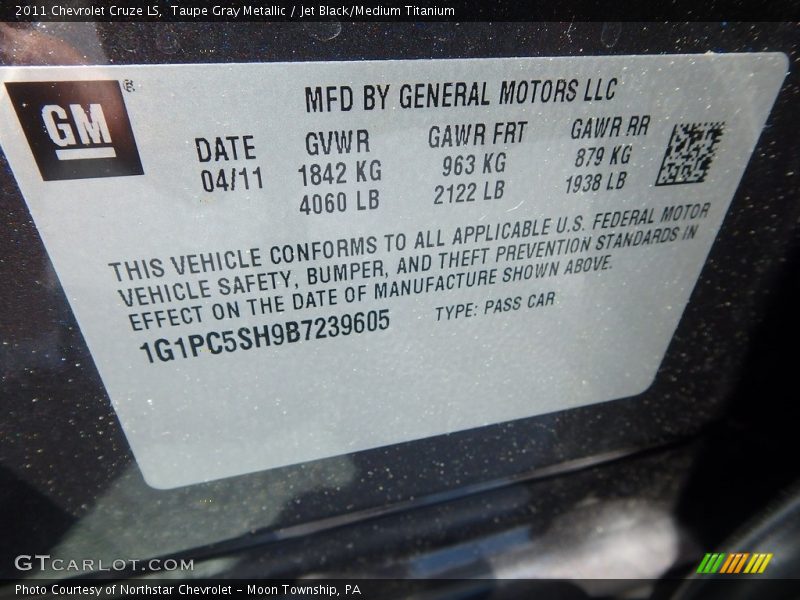 2011 Chevrolet Cruze LS, Taupe Gray Metallic / Jet Black/Medium Titanium
GM®
MFD BY GENERAL MOTORS LLC
DATE GVWR GAWR FRT GAWR RR
04/11 1842 KG 963 KG 879 KG
4060 LB 2122 LB 1938 LB
THIS VEHICLE CONFORMS TO ALL APPLICABLE U.S. FEDERAL MOTOR
VEHICLE SAFETY, BUMPER, AND THEFT PREVENTION STANDARDS IN
EFFECT ON THE DATE OF MANUFACTURE SHOWN ABOVE.
1G1PC5SH9B7239605 TYPE: PASS CAR
GTCARLOT.COM
Photo Courtesy of Northstar Chevrolet - Moon Township, PA